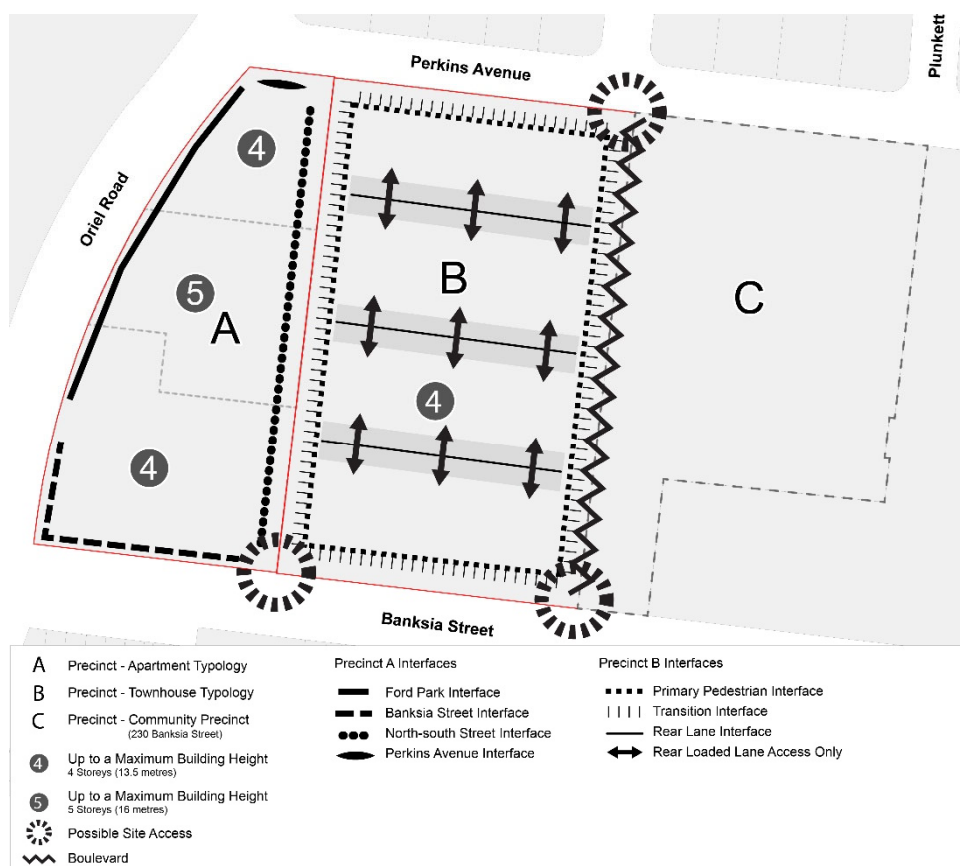 Perkins Avenue
Plunkett
Oriel Road
4
5
A
4
B
4
C
Banksia Street
A Precinct - Apartment Typology
B Precinct - Townhouse Typology
C Precinct - Community Precinct
(230 Banksia Street)
4 Up to a Maximum Building Height
4 Storeys (13.5 metres)
5 Up to a Maximum Building Height
5 Storeys (16 metres)
Possible Site Access
Boulevard
Precinct A Interfaces
Ford Park Interface
Banksia Street Interface
North-south Street Interface
Perkins Avenue Interface
Precinct B Interfaces
Primary Pedestrian Interface
Transition Interface
Rear Lane Interface
Rear Loaded Lane Access Only